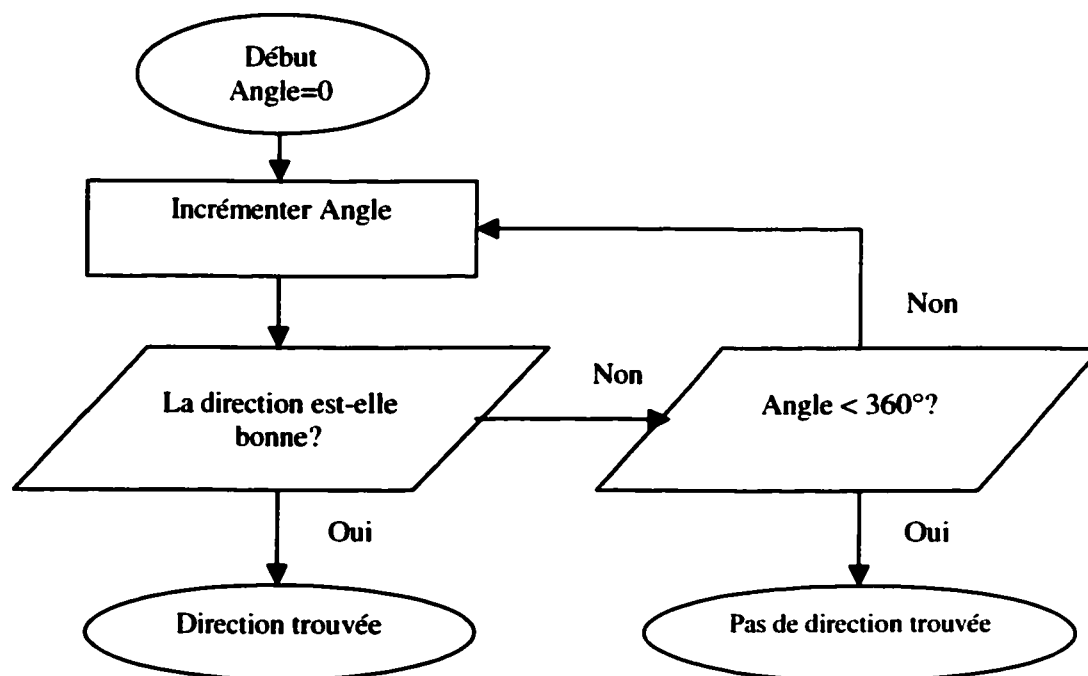 Début
Angle=0
Incrémenter Angle
Non
La direction est-elle
bonne?
Non
Angle < 360°?
Oui
Oui
Direction trouvée
Pas de direction trouvée